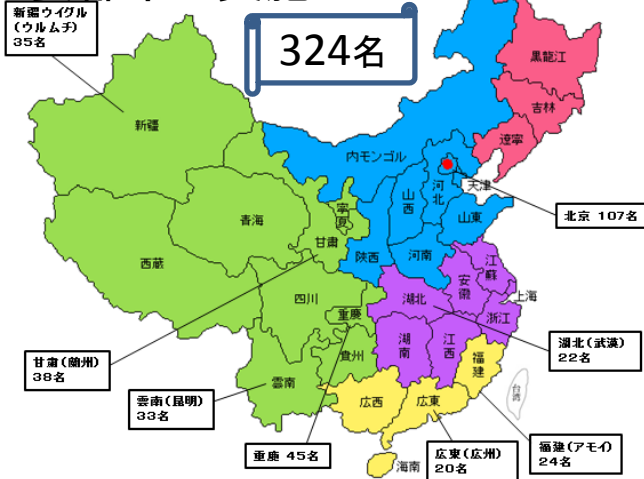 新疆ウイグル
(ウルムチ)
35名
324名
黒龍江
吉林
遼寧
新疆
内モンゴル
天津
河北
山西
山東
北京 107名
寧夏
青海
甘粛
陝西
河南
江蘇
安徽
西蔵
四川
湖北
上海
重慶
浙江
湖南
江西
湖北(武漢)
22名
甘粛(蘭州)
38名
貴州
福建
雲南
台湾
雲南(昆明)
33名
広西
広東
重慶 45名
海南
広東(広州)
20名
福建(アモイ)
24名